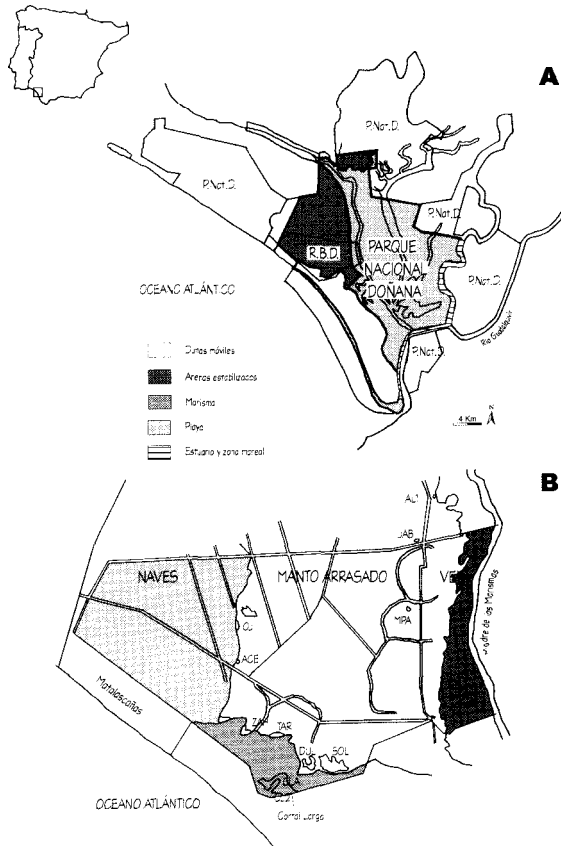 A
P.Nat.D.
P.Nat.D.
P.Nat.D.
R.B.D.
PARQUE
NACIONAL
DOÑANA
P.Nat.D.
OCEANO ATLÁNTICO
P.Nat.D.
Río Guadalquivir
Dunas móviles
Arenas estabilizadas
Marisma
Playa
Estuario y zona mareal
4 Km
N
B
JAB
NAVES
MANTO ARRASADO
VE
Madre de las Marismas
MPA
ACE
Matalascañas
TAR
DUL
SOL
OCEANO ATLÁNTICO
Corral Largo